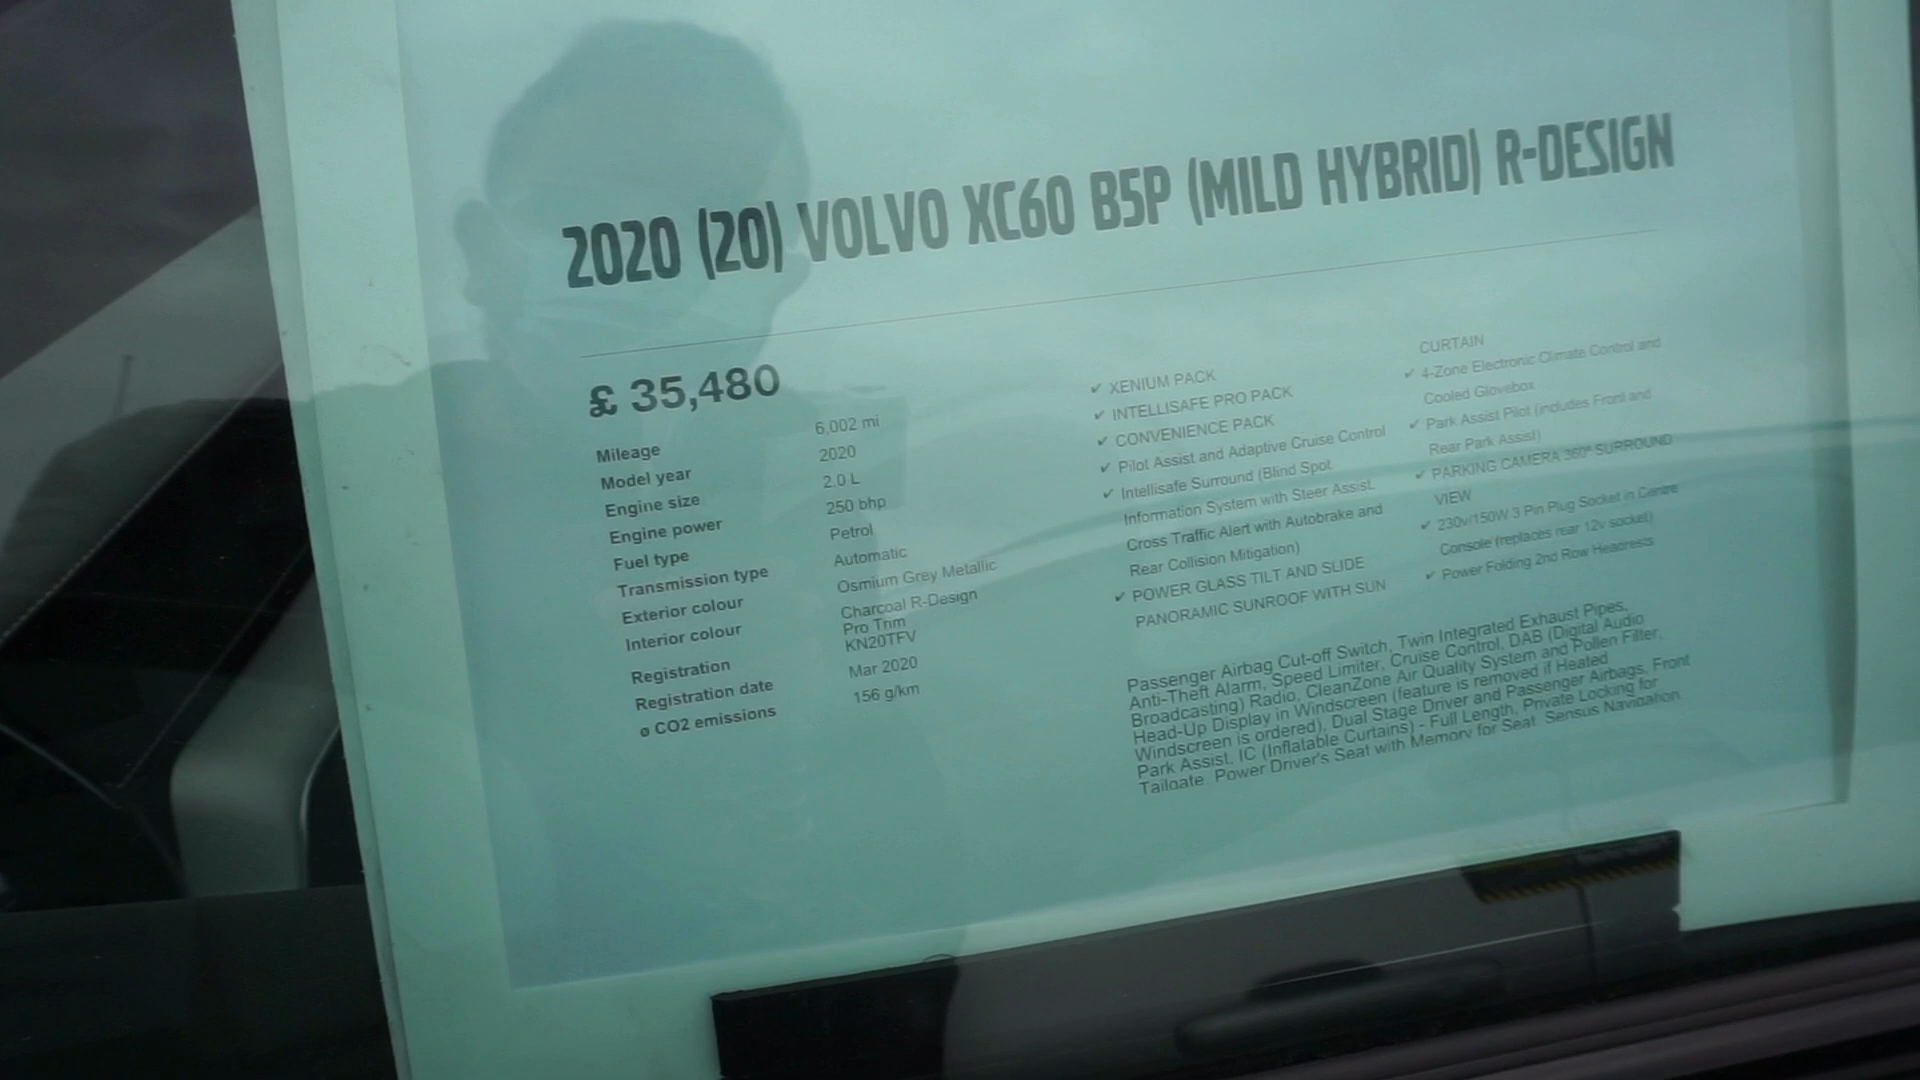 2020 (20) VOLVO XC60 B5P (MILD HYBRID) R-DESIGN
£ 35,480
Mileage 6,002 mi
Model year 2020
Engine size 2.0 L
Engine power 250 bhp
Fuel type Petrol
Transmission type Automatic
Exterior colour Osmium Grey Metallic
Interior colour Charcoal R-Design
Pro Trim
Registration KN20TFV
Registration date Mar 2020
ø CO2 emissions 156 g/km
✔ XENIUM PACK
✔ INTELLISAFE PRO PACK
✔ CONVENIENCE PACK
✔ Pilot Assist and Adaptive Cruise Control
✔ Intellisafe Surround (Blind Spot
Information System with Steer Assist,
Cross Traffic Alert with Autobrake and
Rear Collision Mitigation)
✔ POWER GLASS TILT AND SLIDE
PANORAMIC SUNROOF WITH SUN
CURTAIN
✔ 4-Zone Electronic Climate Control and
Cooled Glovebox
✔ Park Assist Pilot (includes Front and
Rear Park Assist)
✔ PARKING CAMERA 360º SURROUND
VIEW
✔ 230v/150W 3 Pin Plug Socket in Centre
Console (replaces rear 12v socket)
✔ Power Folding 2nd Row Headrests
Passenger Airbag Cut-off Switch, Twin Integrated Exhaust Pipes,
Anti-Theft Alarm, Speed Limiter, Cruise Control, DAB (Digital Audio
Broadcasting) Radio, CleanZone Air Quality System and Pollen Filter,
Head-Up Display in Windscreen (feature is removed if Heated
Windscreen is ordered), Dual Stage Driver and Passenger Airbags, Front
Park Assist, IC (Inflatable Curtains) - Full Length, Private Locking for
Tailgate, Power Driver's Seat with Memory for Seat, Sensus Navigation,